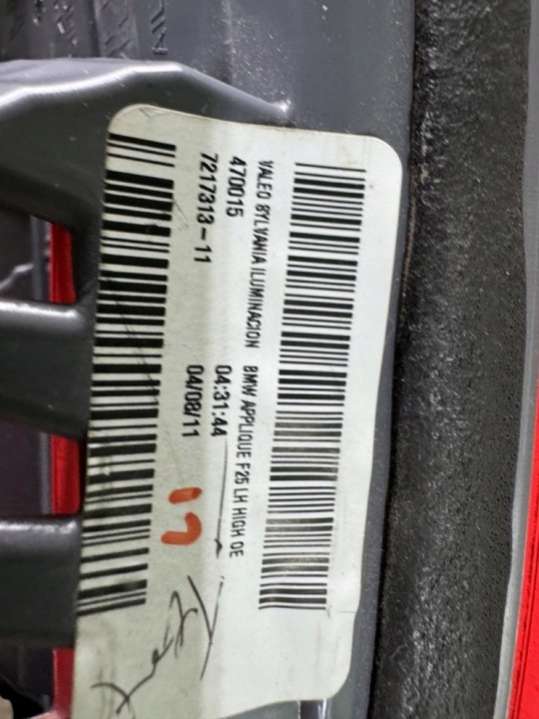 VALEO SYLVANIA ILUMINACION BMW APPLIQUE F25 LH HIGH OE
470015 04:31:44
7217313-11 04/08/11
17